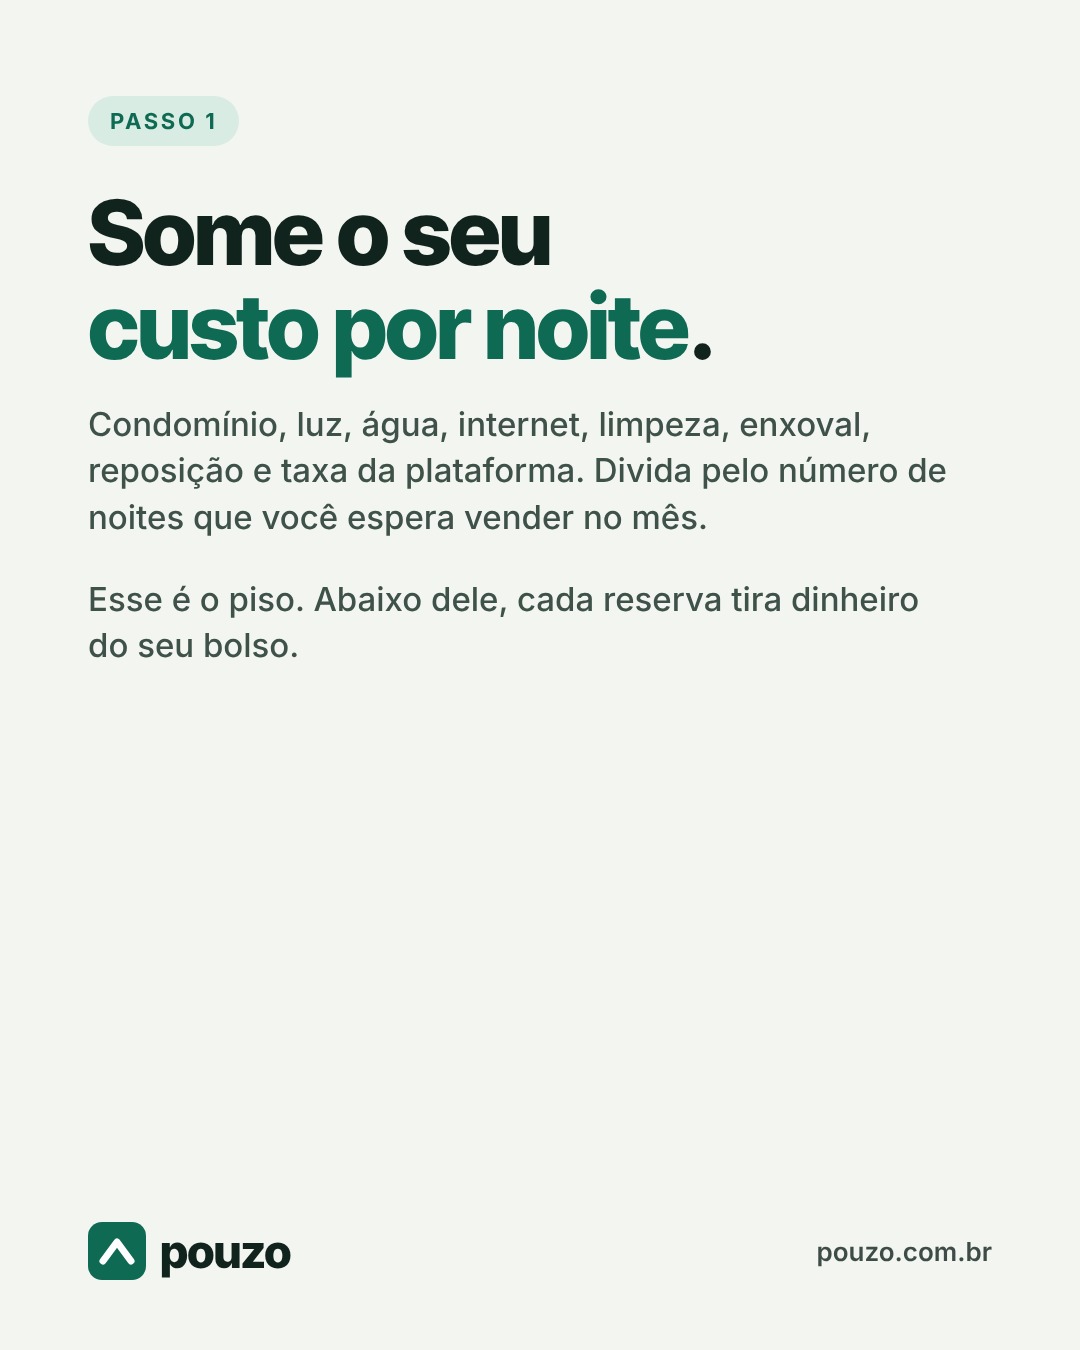 PASSO 1
Some o seu
custo por noite.
Condomínio, luz, água, internet, limpeza, enxoval,
reposição e taxa da plataforma. Divida pelo número de
noites que você espera vender no mês.
Esse é o piso. Abaixo dele, cada reserva tira dinheiro
do seu bolso.
pouzo
pouzo.com.br